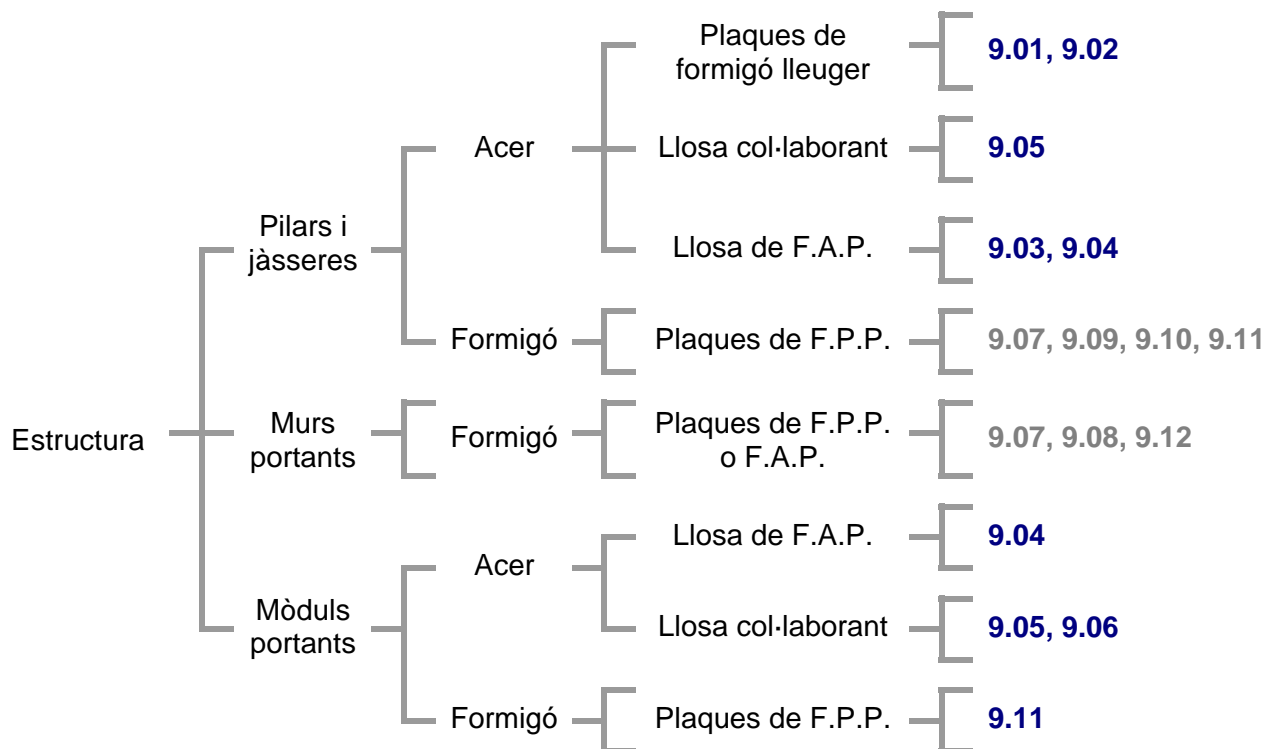 Plaques de
formigó lleuger
9.01, 9.02
Acer
Llosa col·laborant
9.05
Pilars i
jàsseres
Llosa de F.A.P.
9.03, 9.04
Formigó
Plaques de F.P.P.
9.07, 9.09, 9.10, 9.11
Estructura
Murs
portants
Formigó
Plaques de F.P.P.
o F.A.P.
9.07, 9.08, 9.12
Llosa de F.A.P.
9.04
Acer
Mòduls
portants
Llosa col·laborant
9.05, 9.06
Formigó
Plaques de F.P.P.
9.11